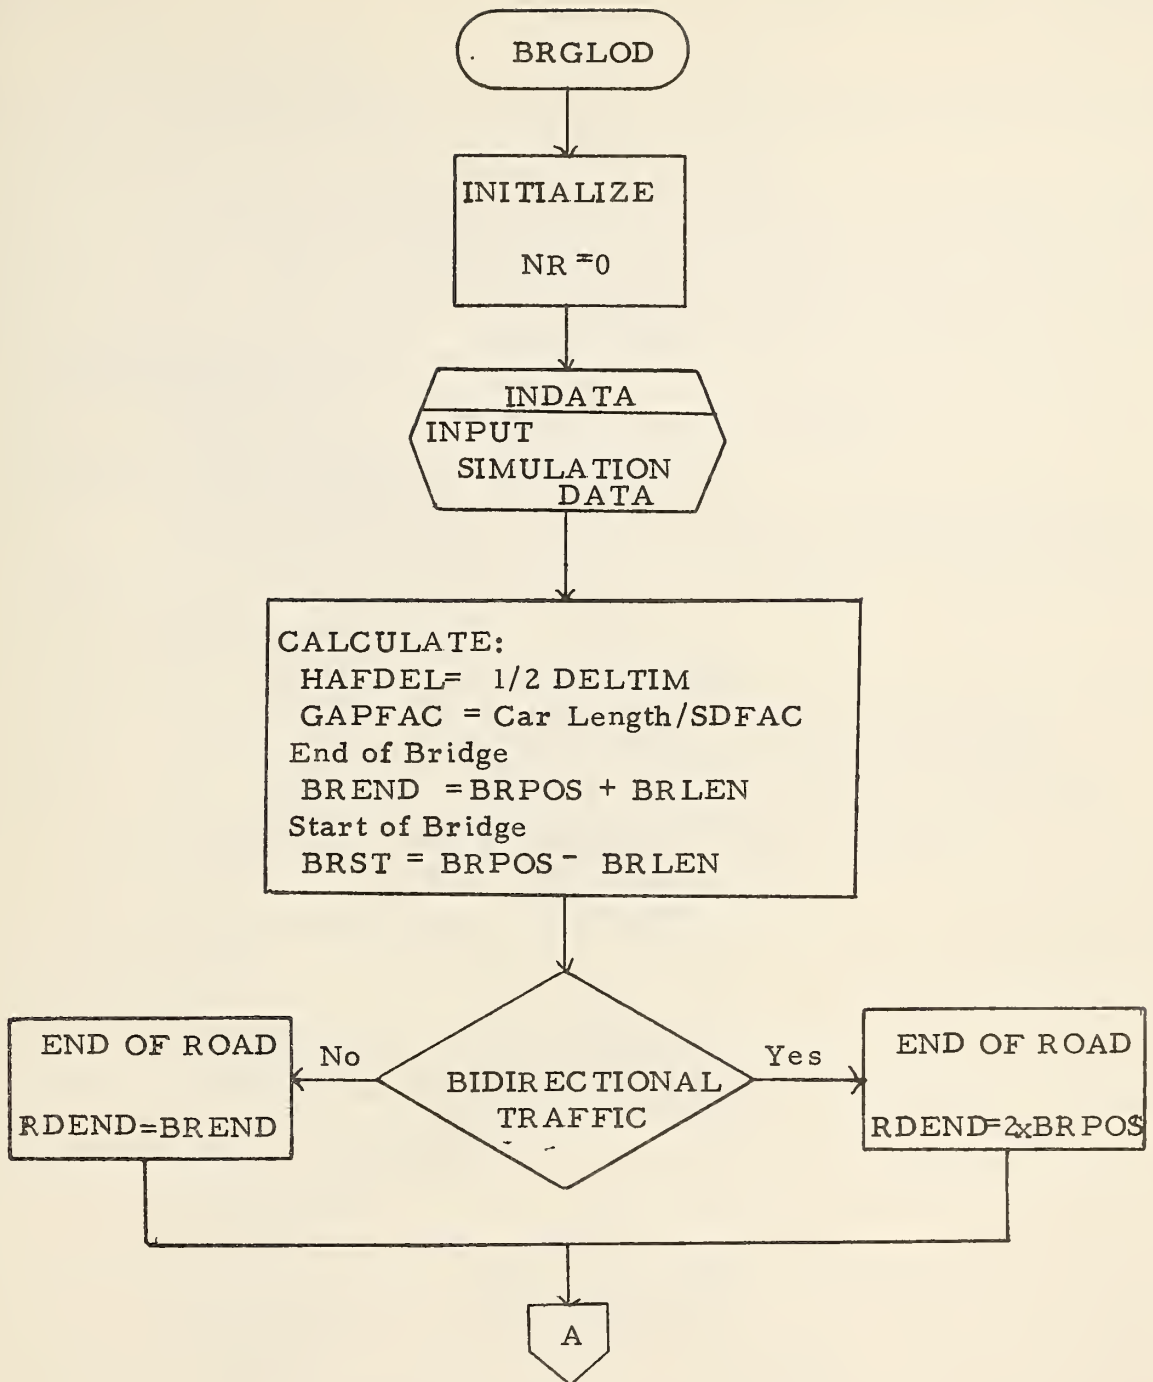 BRGLOD
INITIALIZE
NR =0
INDATA
INPUT
SIMULATION
DATA
CALCULATE:
HAFDEL= 1/2 DELTIM
GAPFAC = Car Length/SDFAC
End of Bridge
BREND =BRPOS + BRLEN
Start of Bridge
BRST = BRPOS - BRLEN
END OF ROAD
RDEND=BREND
No
BIDIRECTIONAL
TRAFFIC
Yes
END OF ROAD
RDEND=2xBRPOS
A